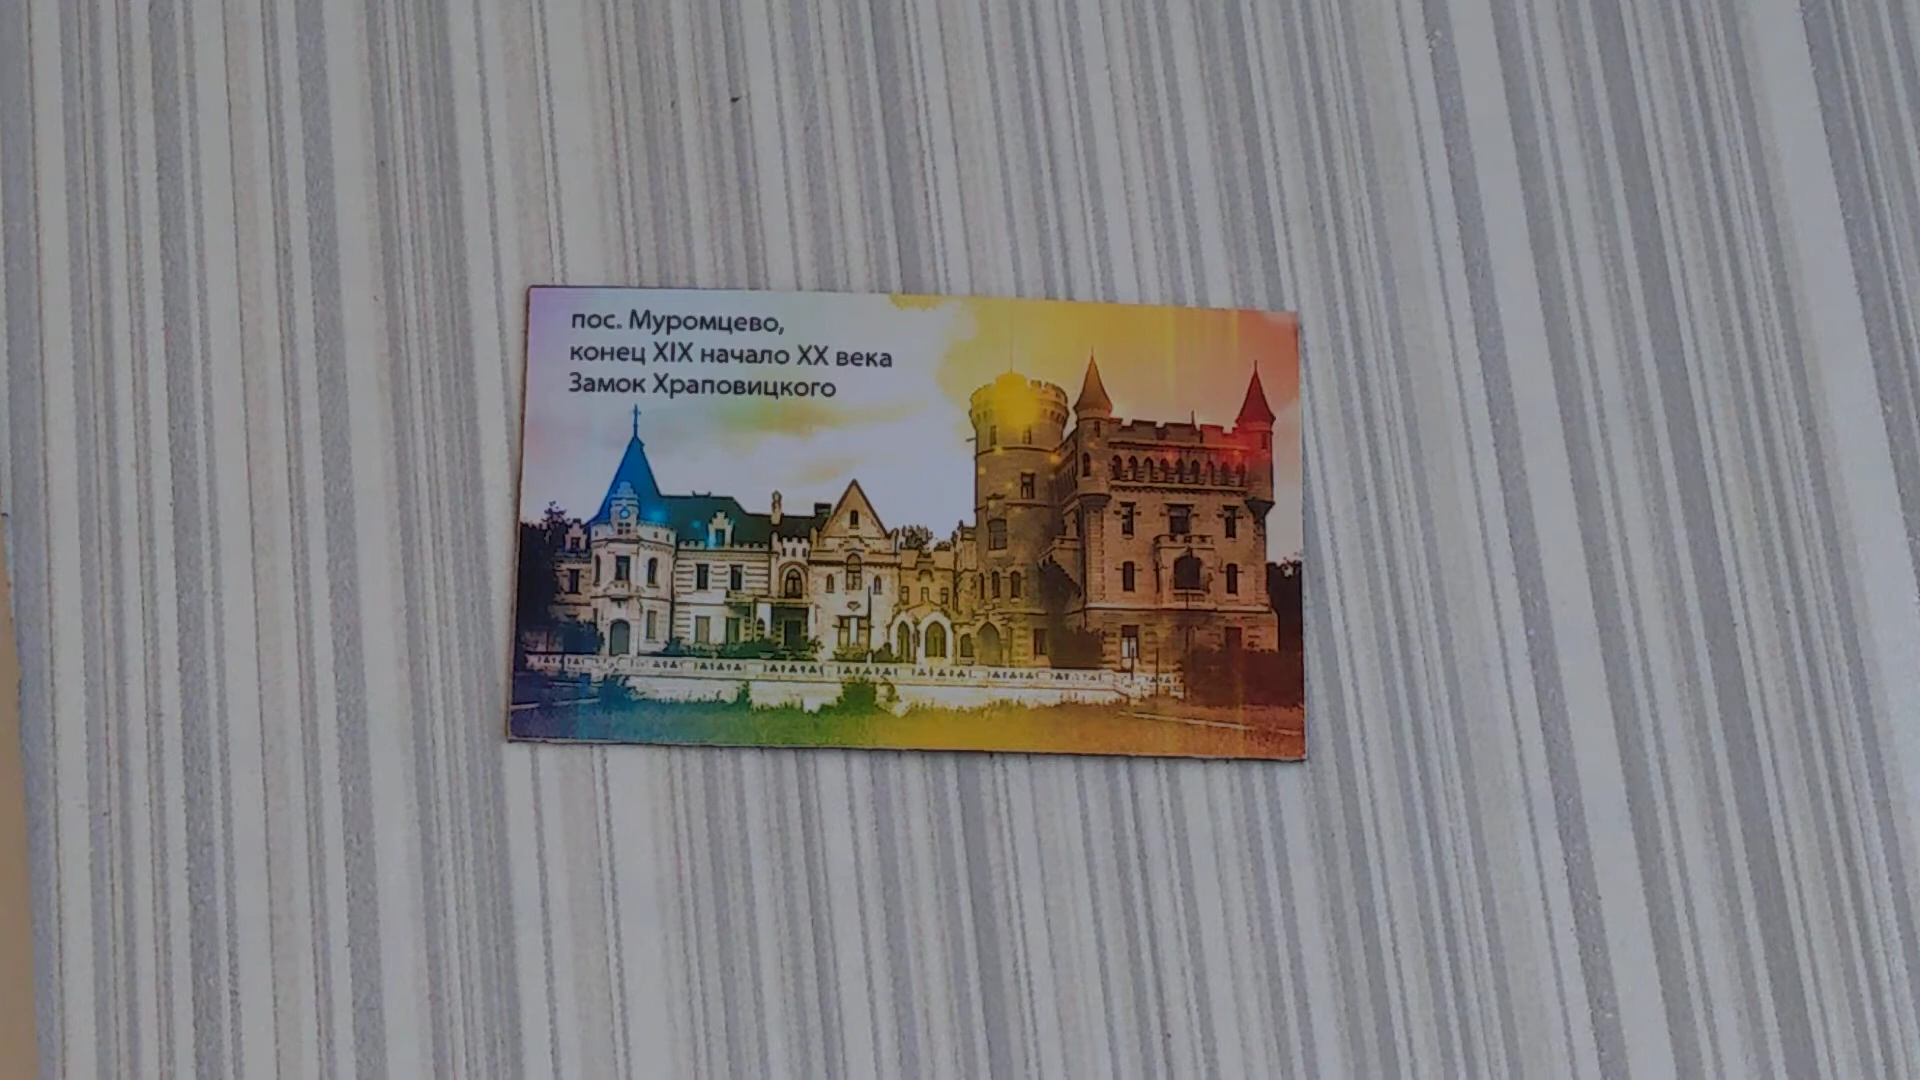 пос. Муромцево,
конец XIX начало XX века
Замок Храповицкого